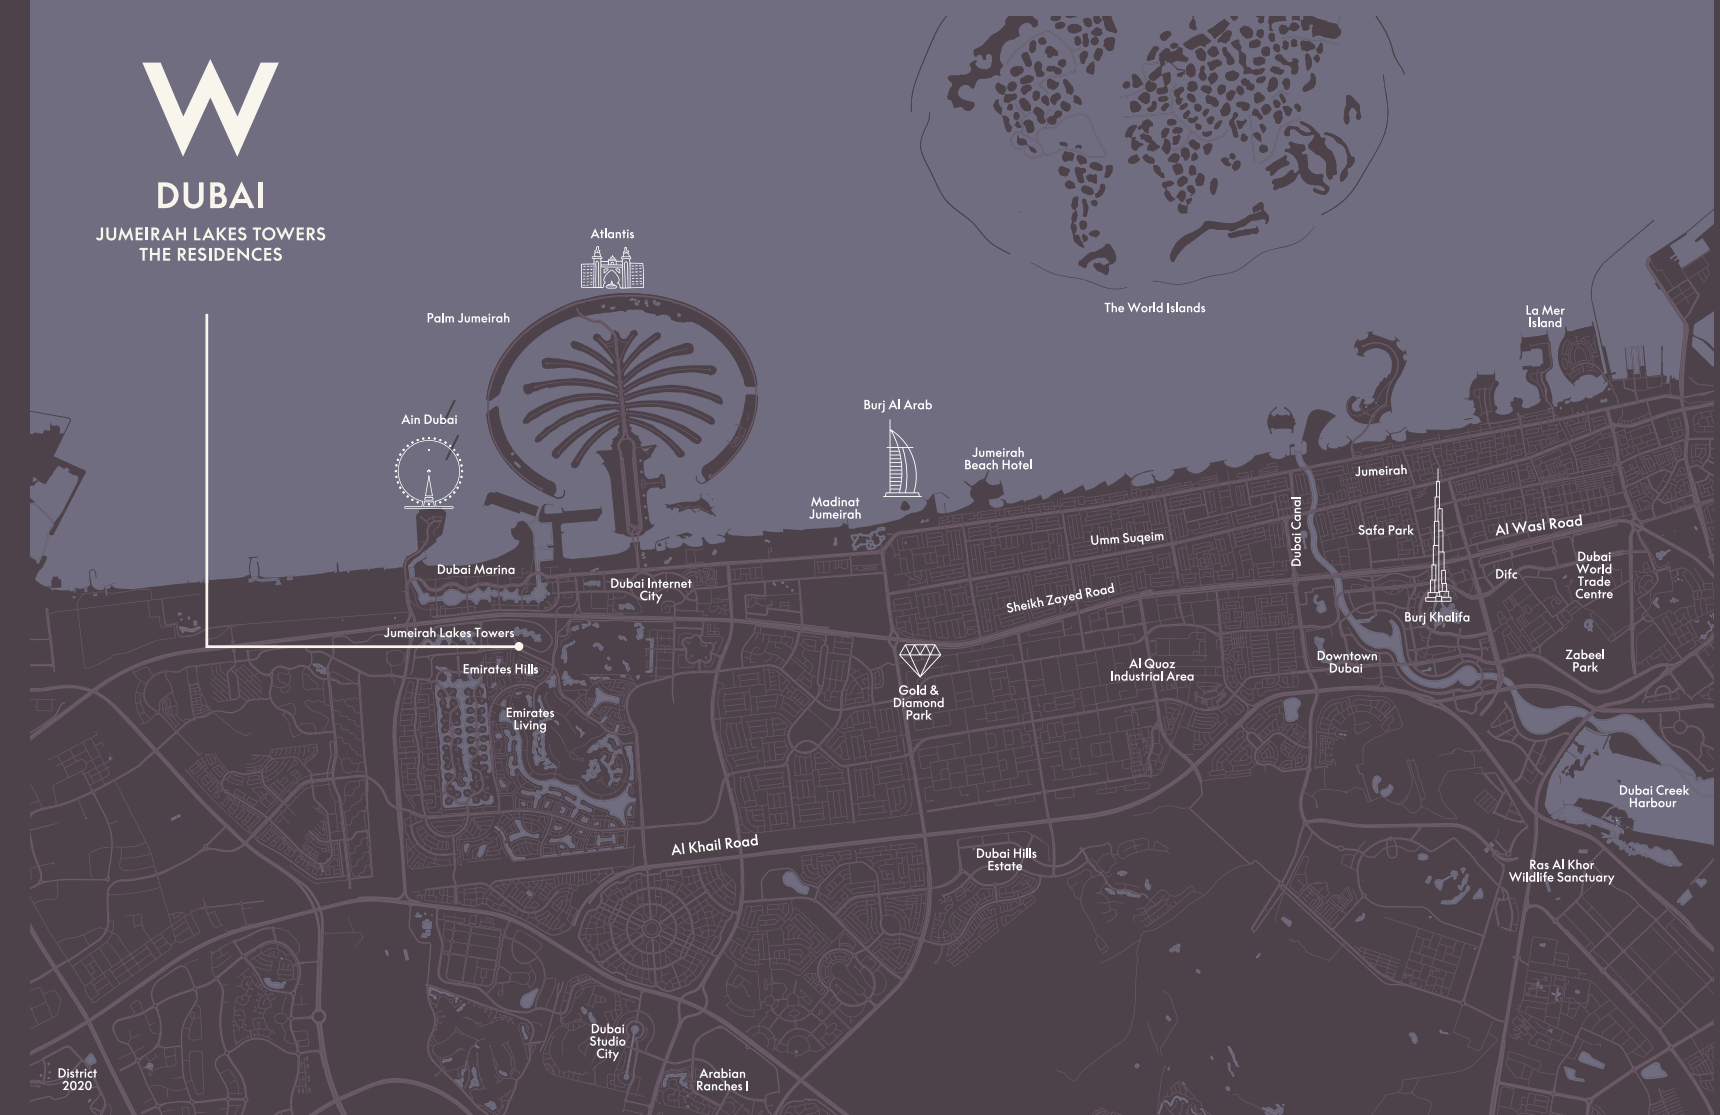 W
DUBAI
JUMEIRAH LAKES TOWERS
THE RESIDENCES
Atlantis
Palm Jumeirah
The World Islands
La Mer
Island
Ain Dubai
Burj Al Arab
Jumeirah
Beach Hotel
Madinat
Jumeirah
Jumeirah
Dubai Canal
Safa Park
Al Wasl Road
Umm Suqeim
Dubai
World
Trade
Centre
Difc
Dubai Marina
Dubai Internet
City
Sheikh Zayed Road
Burj Khalifa
Jumeirah Lakes Towers
Emirates Hills
Downtown
Dubai
Zabeel
Park
Al Quoz
Industrial Area
Gold &
Diamond
Park
Emirates
Living
Dubai Creek
Harbour
Al Khail Road
Dubai Hills
Estate
Ras Al Khor
Wildlife Sanctuary
Dubai
Studio
City
District
2020
Arabian
Ranches I